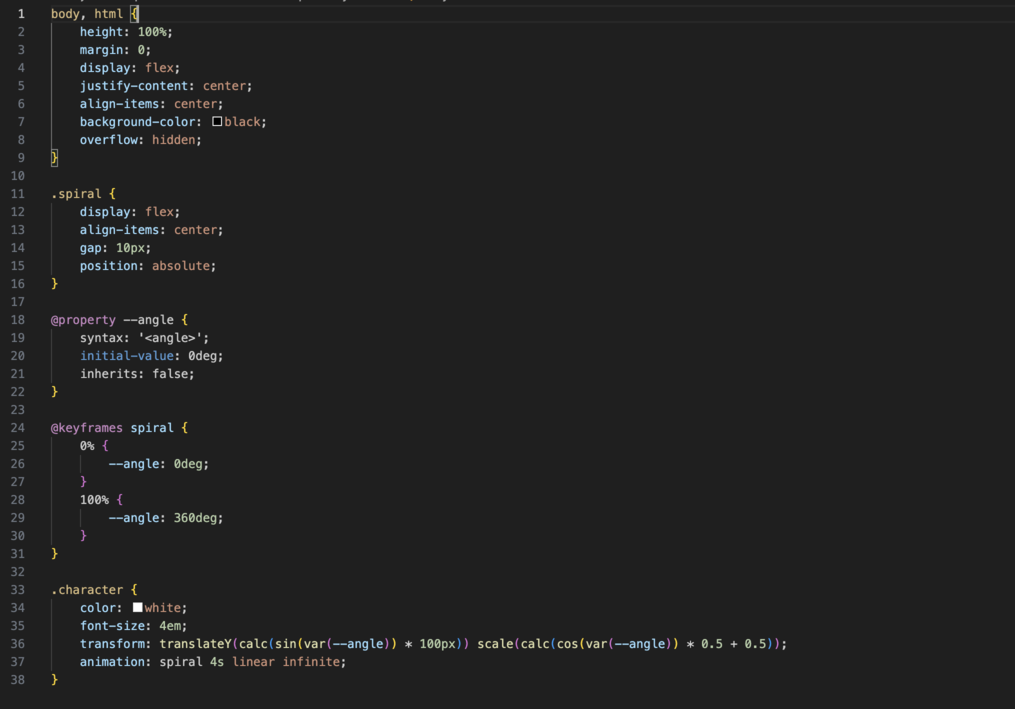 1 body, html {
2     height: 100%;
3     margin: 0;
4     display: flex;
5     justify-content: center;
6     align-items: center;
7     background-color: black;
8     overflow: hidden;
9 }
10
11 .spiral {
12     display: flex;
13     align-items: center;
14     gap: 10px;
15     position: absolute;
16 }
17
18 @property --angle {
19     syntax: '<angle>';
20     initial-value: 0deg;
21     inherits: false;
22 }
23
24 @keyframes spiral {
25     0% {
26         --angle: 0deg;
27     }
28     100% {
29         --angle: 360deg;
30     }
31 }
32
33 .character {
34     color: white;
35     font-size: 4em;
36     transform: translateY(calc(sin(var(--angle)) * 100px)) scale(calc(cos(var(--angle)) * 0.5 + 0.5));
37     animation: spiral 4s linear infinite;
38 }